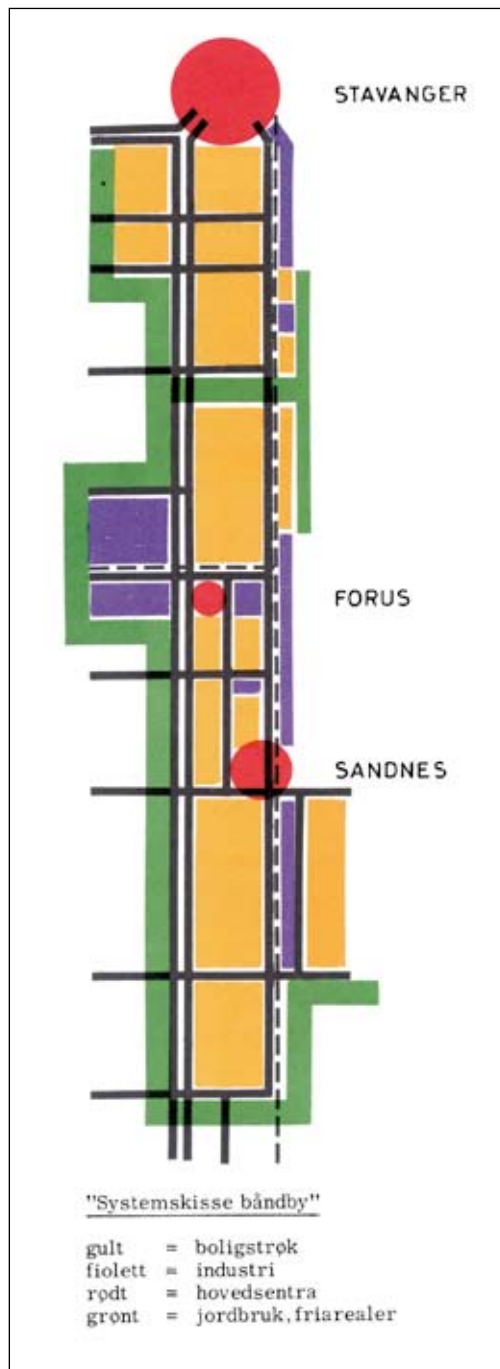 STAVANGER
FORUS
SANDNES
"Systemskisse båndby"
gult = boligstrøk
fiolett = industri
rødt = hovedsentra
grønt = jordbruk, friarealer